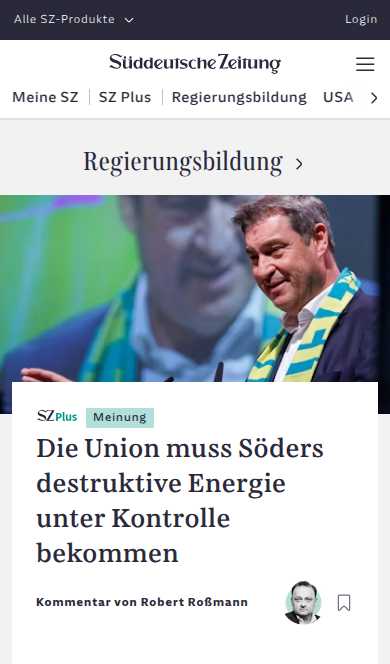 Alle SZ-Produkte
Login
Süddeutsche Zeitung
Meine SZ
SZ Plus
Regierungsbildung
USA
Regierungsbildung
SZ Plus
Meinung
Die Union muss Söders
destruktive Energie
unter Kontrolle
bekommen
Kommentar von Robert Roßmann